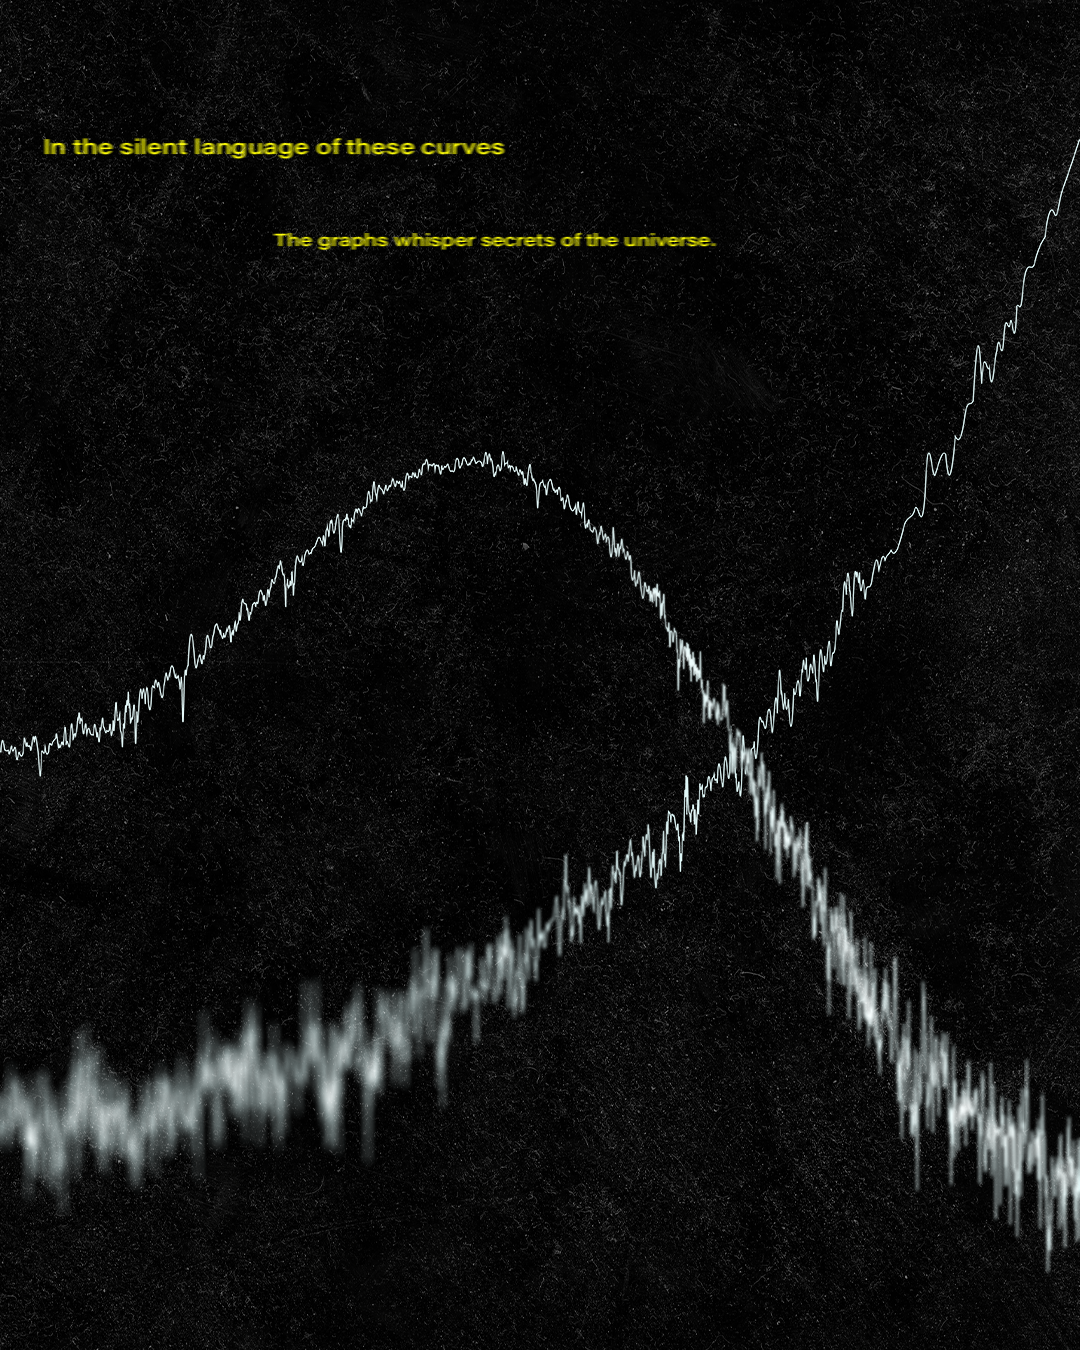 In the silent language of these curves
The graphs whisper secrets of the universe.